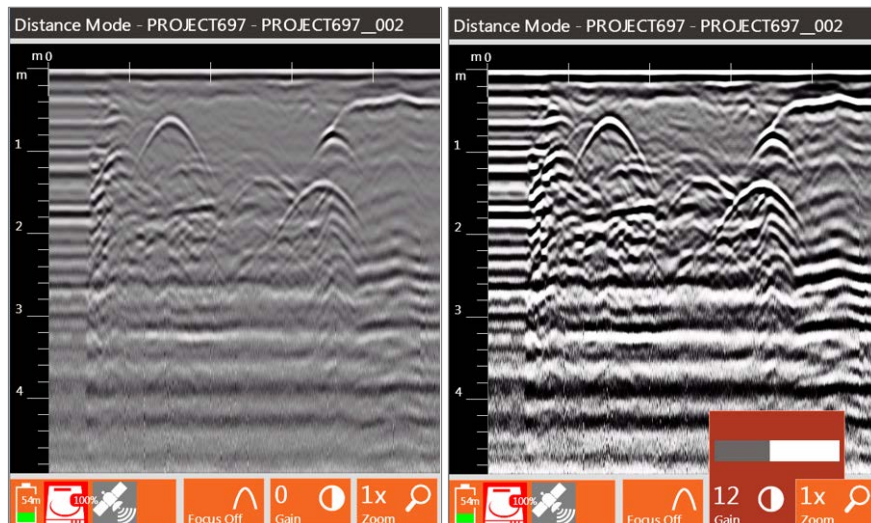 Distance Mode - PROJECT697 - PROJECT697__002
m 0
m
1
2
3
4
54m
100%
Focus Off
0
Gain
1x
Zoom
Distance Mode - PROJECT697 - PROJECT697__002
m 0
m
1
2
3
4
54m
100%
Focus Off
12
Gain
1x
Zoom